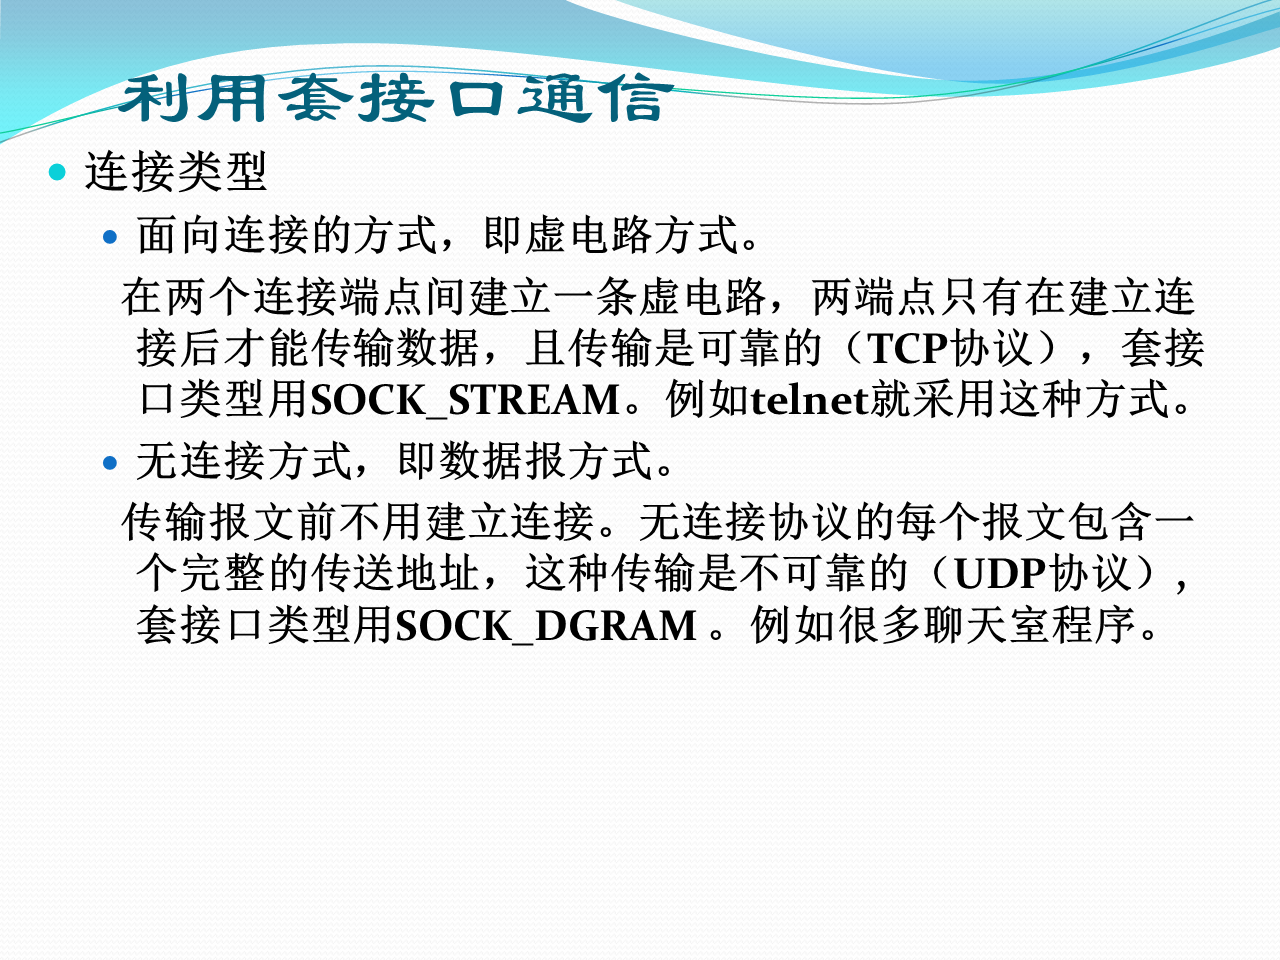 利用套接口通信
连接类型
面向连接的方式，即虚电路方式。
在两个连接端点间建立一条虚电路，两端点只有在建立连
接后才能传输数据，且传输是可靠的（TCP协议），套接
口类型用SOCK_STREAM。例如telnet就采用这种方式。
无连接方式，即数据报方式。
传输报文前不用建立连接。无连接协议的每个报文包含一
个完整的传送地址，这种传输是不可靠的（UDP协议），
套接口类型用SOCK_DGRAM 。例如很多聊天室程序。